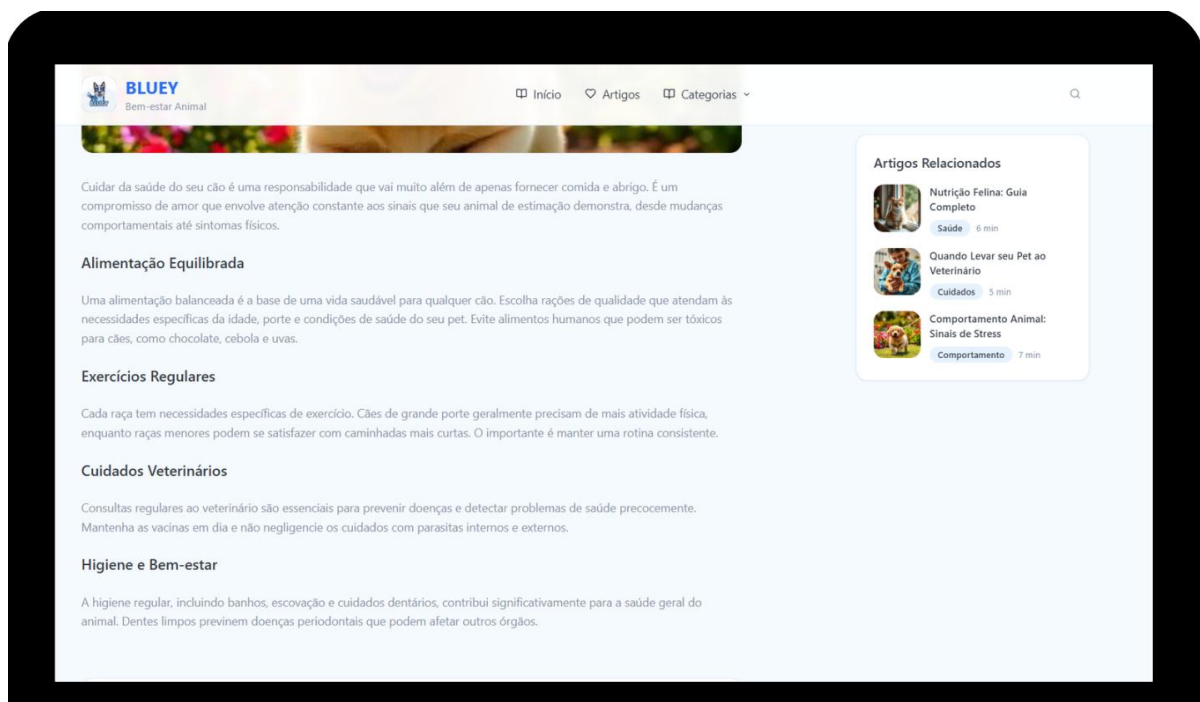 BLUEY
Bem-estar Animal
Início
Artigos
Categorias
Cuidar da saúde do seu cão é uma responsabilidade que vai muito além de apenas fornecer comida e abrigo. É um
compromisso de amor que envolve atenção constante aos sinais que seu animal de estimação demonstra, desde mudanças
comportamentais até sintomas físicos.
Alimentação Equilibrada
Uma alimentação balanceada é a base de uma vida saudável para qualquer cão. Escolha rações de qualidade que atendam às
necessidades específicas da idade, porte e condições de saúde do seu pet. Evite alimentos humanos que podem ser tóxicos
para cães, como chocolate, cebola e uvas.
Exercícios Regulares
Cada raça tem necessidades específicas de exercício. Cães de grande porte geralmente precisam de mais atividade física,
enquanto raças menores podem se satisfazer com caminhadas mais curtas. O importante é manter uma rotina consistente.
Cuidados Veterinários
Consultas regulares ao veterinário são essenciais para prevenir doenças e detectar problemas de saúde precocemente.
Mantenha as vacinas em dia e não negligencie os cuidados com parasitas internos e externos.
Higiene e Bem-estar
A higiene regular, incluindo banhos, escovação e cuidados dentários, contribui significativamente para a saúde geral do
animal. Dentes limpos previnem doenças periodontais que podem afetar outros órgãos.
Artigos Relacionados
Nutrição Felina: Guia
Completo
Saúde 6 min
Quando Levar seu Pet ao
Veterinário
Cuidados 5 min
Comportamento Animal:
Sinais de Stress
Comportamento 7 min